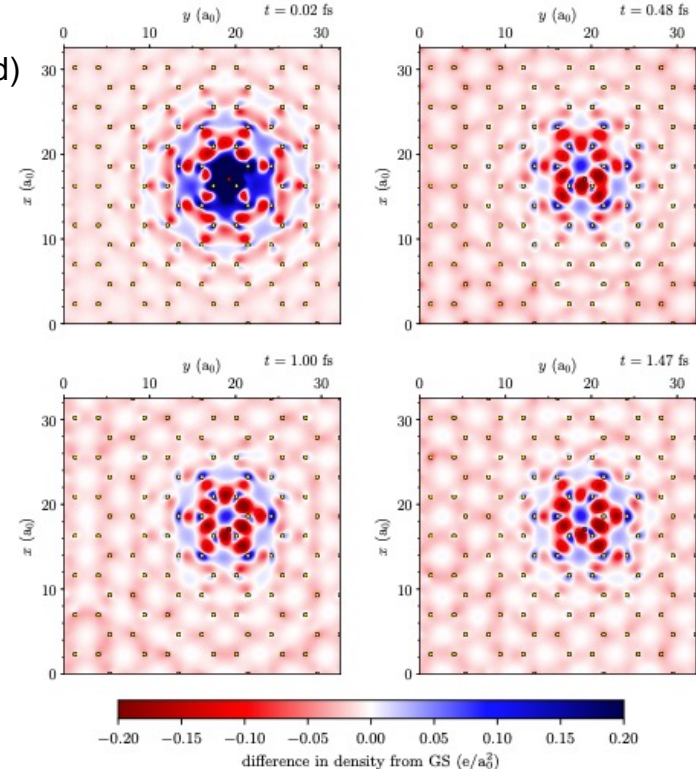 d)
y (a₀) t = 0.02 fs
0 10 20 30
x (a₀)
30
20
10
0
y (a₀) t = 0.48 fs
0 10 20 30
x (a₀)
30
20
10
0
y (a₀) t = 1.00 fs
0 10 20 30
x (a₀)
30
20
10
0
y (a₀) t = 1.47 fs
0 10 20 30
x (a₀)
30
20
10
0
−0.20 −0.15 −0.10 −0.05 0.00 0.05 0.10 0.15 0.20
difference in density from GS (e/a₀²)